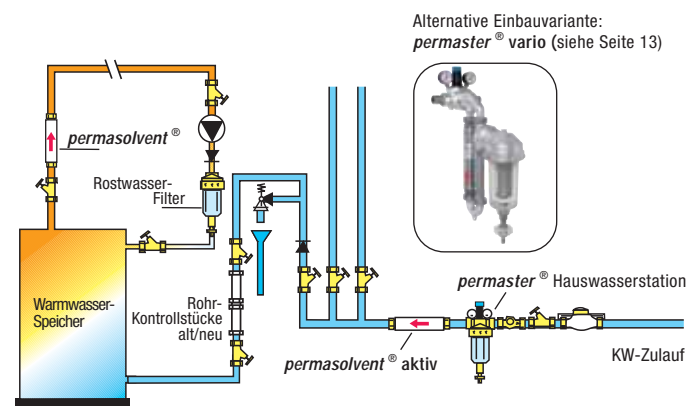 Alternative Einbauvariante:
permaster ® vario (siehe Seite 13)
permasolvent ®
Rostwasser-
Filter
Warmwasser-
Speicher
Rohr-
Kontrollstücke
alt/neu
permaster ® Hauswasserstation
permasolvent ® aktiv
KW-Zulauf